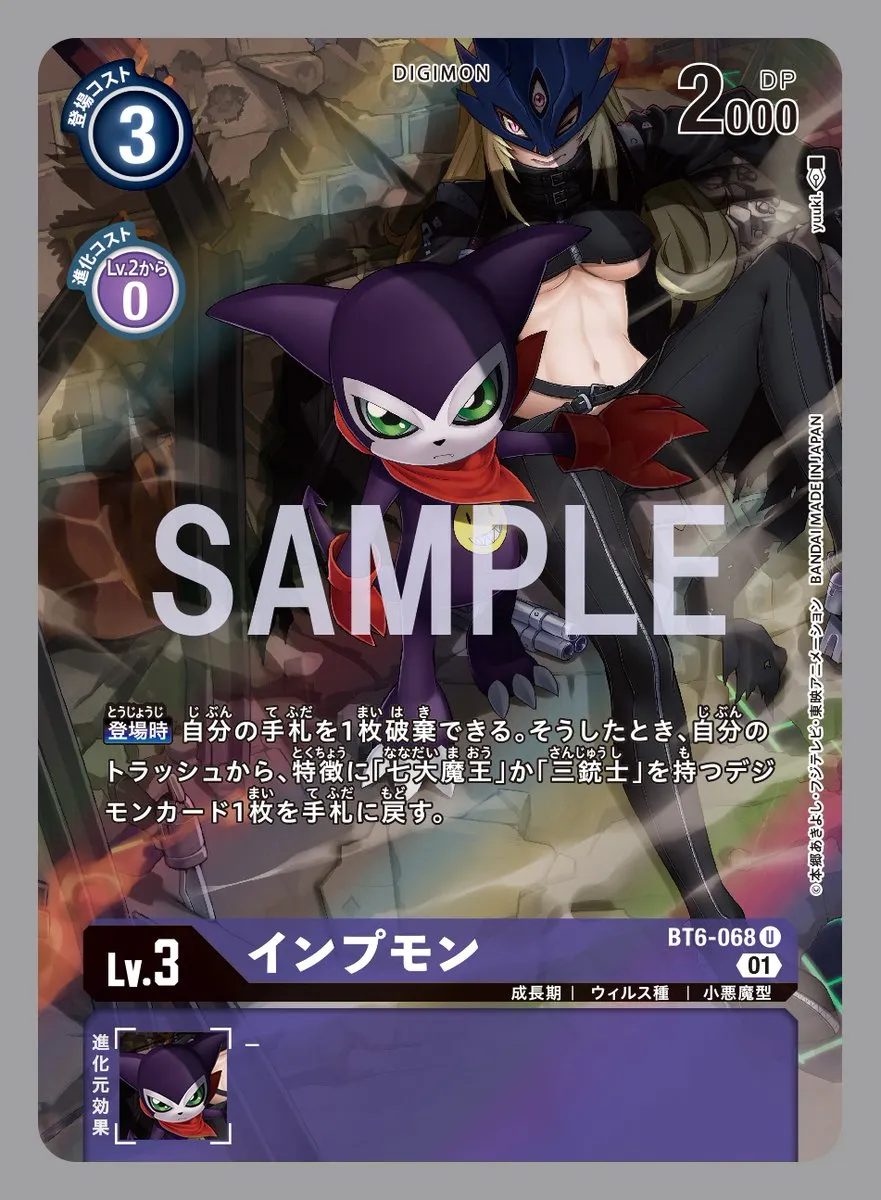 DIGIMON
登場コスト
3
DP
2000
進化コスト
Lv.2から
0
yuuki.
SAMPLE
登場時 自分の手札を1枚破棄できる。そうしたとき、自分の
トラッシュから、特徴に「七大魔王」か「三銃士」を持つデジ
モンカード1枚を手札に戻す。
©本郷あきよし・フジテレビ・東映アニメーション BANDAI MADE IN JAPAN
Lv.3
インプモン
BT6-068 U
01
成長期 | ウィルス種 | 小悪魔型
進化元効果
-